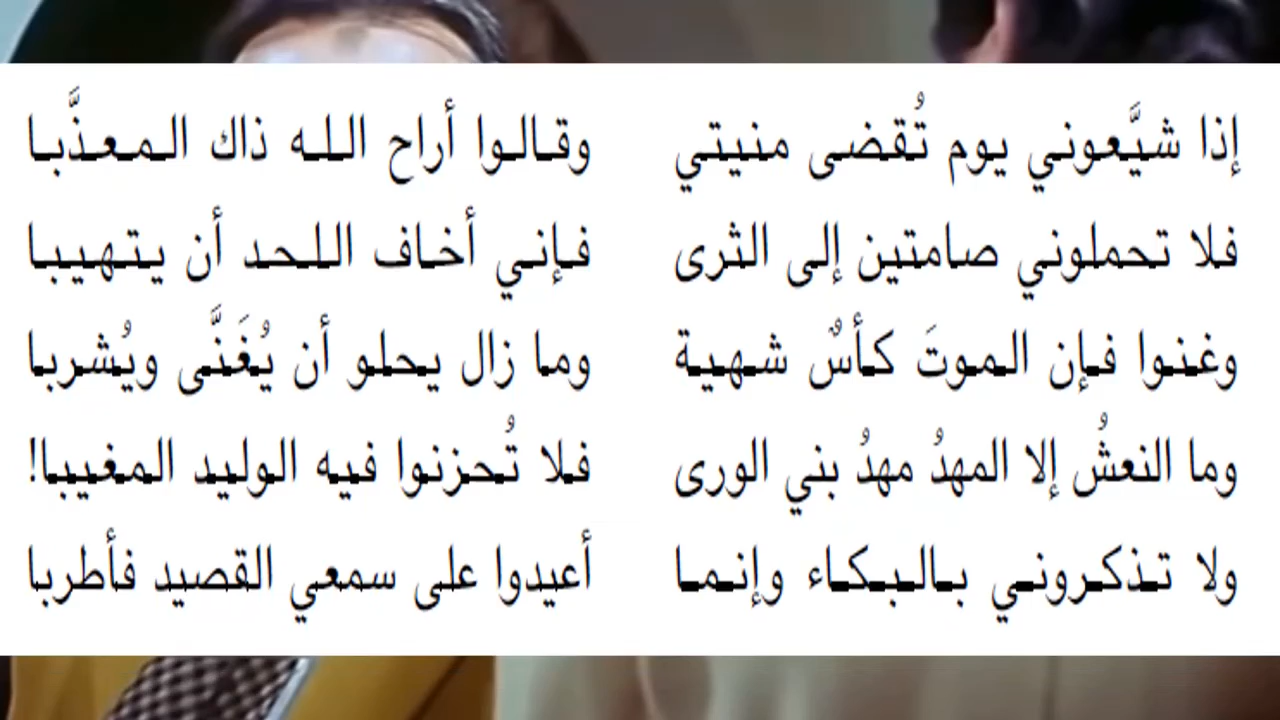 إذا شيَّعوني يوم تُقضى منيتي وقالوا أراح الله ذاك المعذَّبا
فلا تحملوني صامتين إلى الثرى فإني أخاف اللحد أن يتهيبا
وغنوا فإن الموتَ كأسٌ شهية وما زال يحلو أن يُغَنَّى ويُشربا
وما النعشُ إلا المهدُ مهدُ بني الورى فلا تُحزنوا فيه الوليد المغيبا!
ولا تذكروني بالبكاء وإنما أعيدوا على سمعي القصيد فأطربا